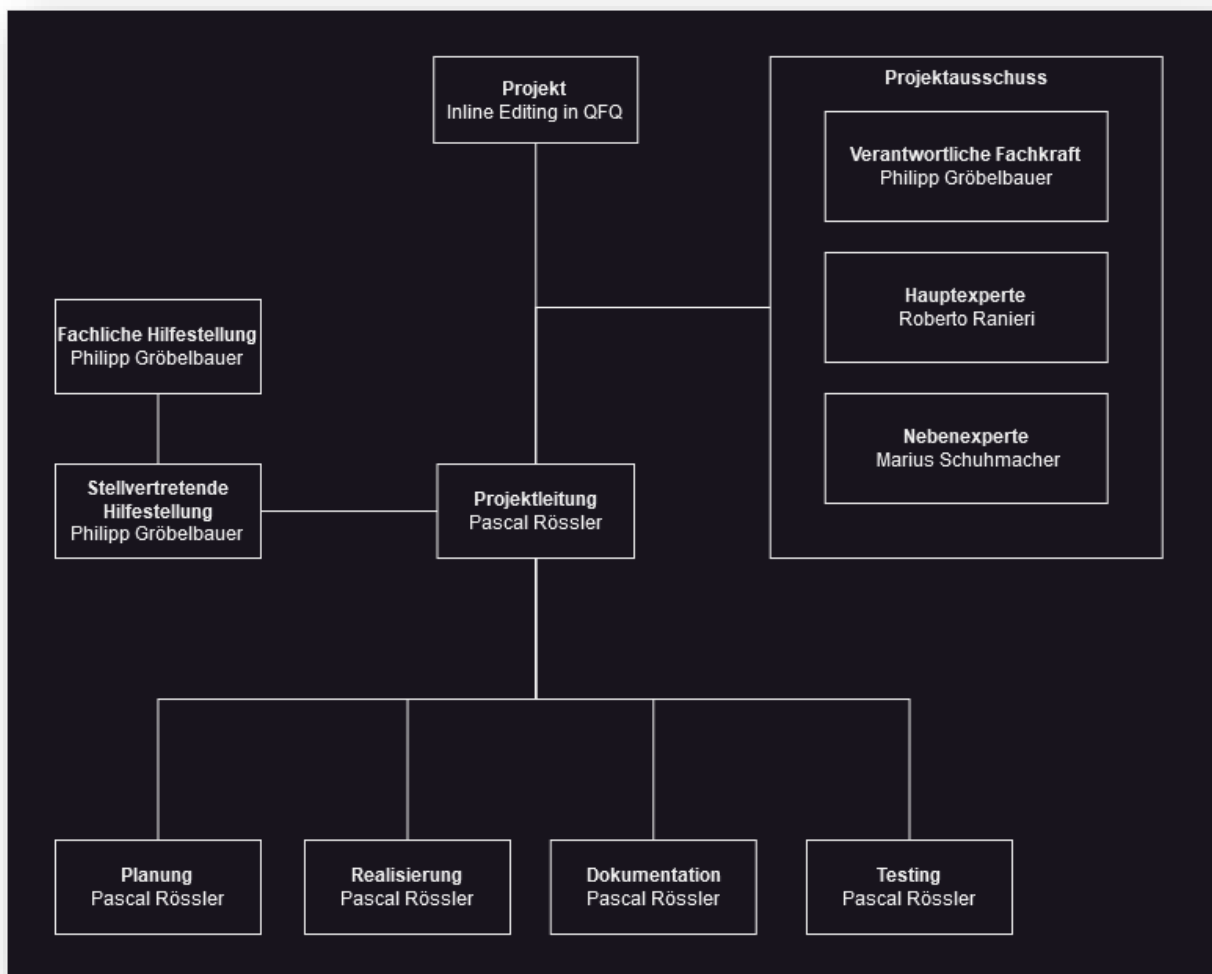 Projekt
Inline Editing in QFQ
Projektausschuss
Verantwortliche Fachkraft
Philipp Gröbelbauer
Hauptexperte
Roberto Ranieri
Nebenexperte
Marius Schuhmacher
Fachliche Hilfestellung
Philipp Gröbelbauer
Stellvertretende
Hilfestellung
Philipp Gröbelbauer
Projektleitung
Pascal Rössler
Planung
Pascal Rössler
Realisierung
Pascal Rössler
Dokumentation
Pascal Rössler
Testing
Pascal Rössler